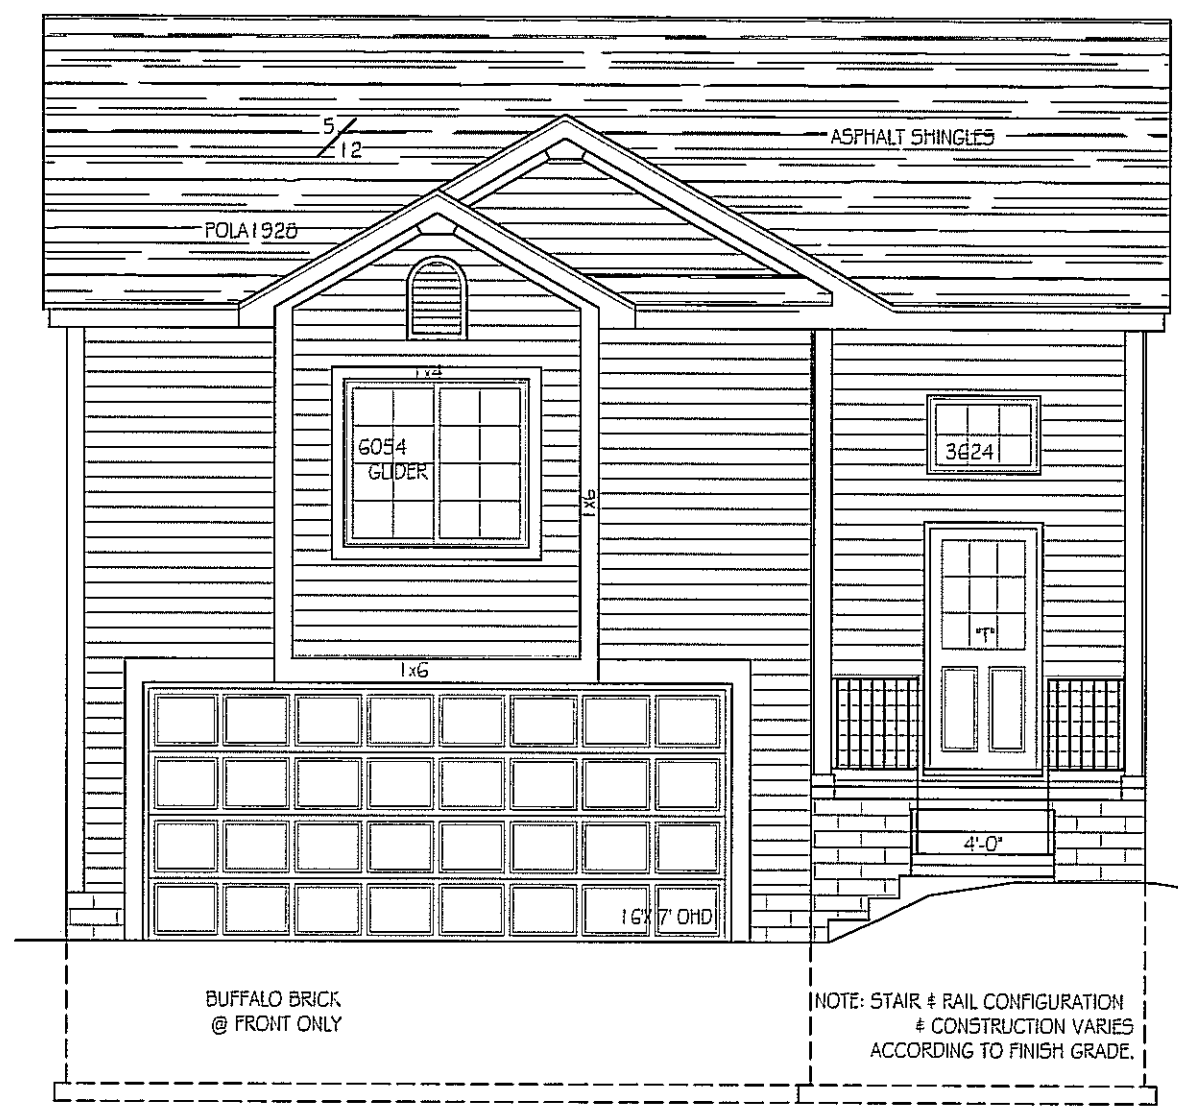 5/12
ASPHALT SHINGLES
POLA1928
1x4
6054
GLIDER
3624
1x6
"T"
1x6
4'-0"
16'X 7' OHD
BUFFALO BRICK
@ FRONT ONLY
NOTE: STAIR & RAIL CONFIGURATION
& CONSTRUCTION VARIES
ACCORDING TO FINISH GRADE.